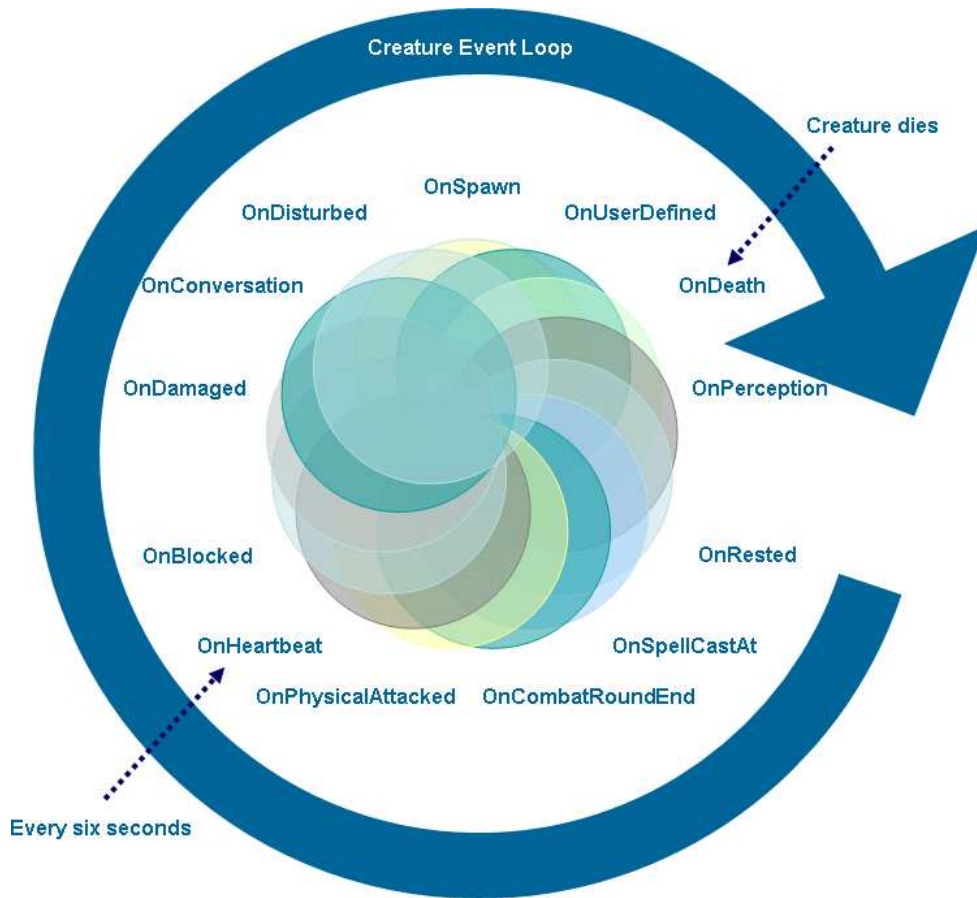 Creature Event Loop
Creature dies
OnSpawn
OnDisturbed
OnUserDefined
OnConversation
OnDeath
OnDamaged
OnPerception
OnBlocked
OnRested
OnHeartbeat
OnSpellCastAt
OnPhysicalAttacked
OnCombatRoundEnd
Every six seconds